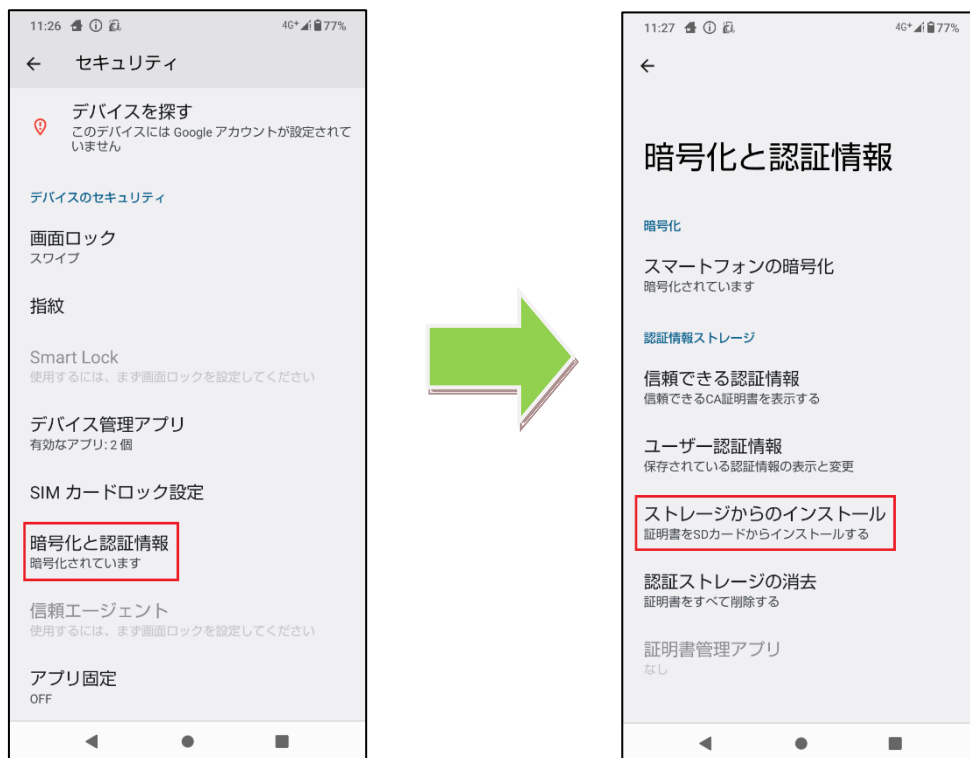 11:26 4G+ 77%
セキュリティ
デバイスを探す
このデバイスには Google アカウントが設定されて
いません
デバイスのセキュリティ
画面ロック
スワイプ
指紋
Smart Lock
使用するには、まず画面ロックを設定してください
デバイス管理アプリ
有効なアプリ: 2 個
SIM カードロック設定
暗号化と認証情報
暗号化されています
信頼エージェント
使用するには、まず画面ロックを設定してください
アプリ固定
OFF
11:27 4G+ 77%
暗号化と認証情報
暗号化
スマートフォンの暗号化
暗号化されています
認証情報ストレージ
信頼できる認証情報
信頼できるCA証明書を表示する
ユーザー認証情報
保存されている認証情報の表示と変更
ストレージからのインストール
証明書をSDカードからインストールする
認証ストレージの消去
証明書をすべて削除する
証明書管理アプリ
なし